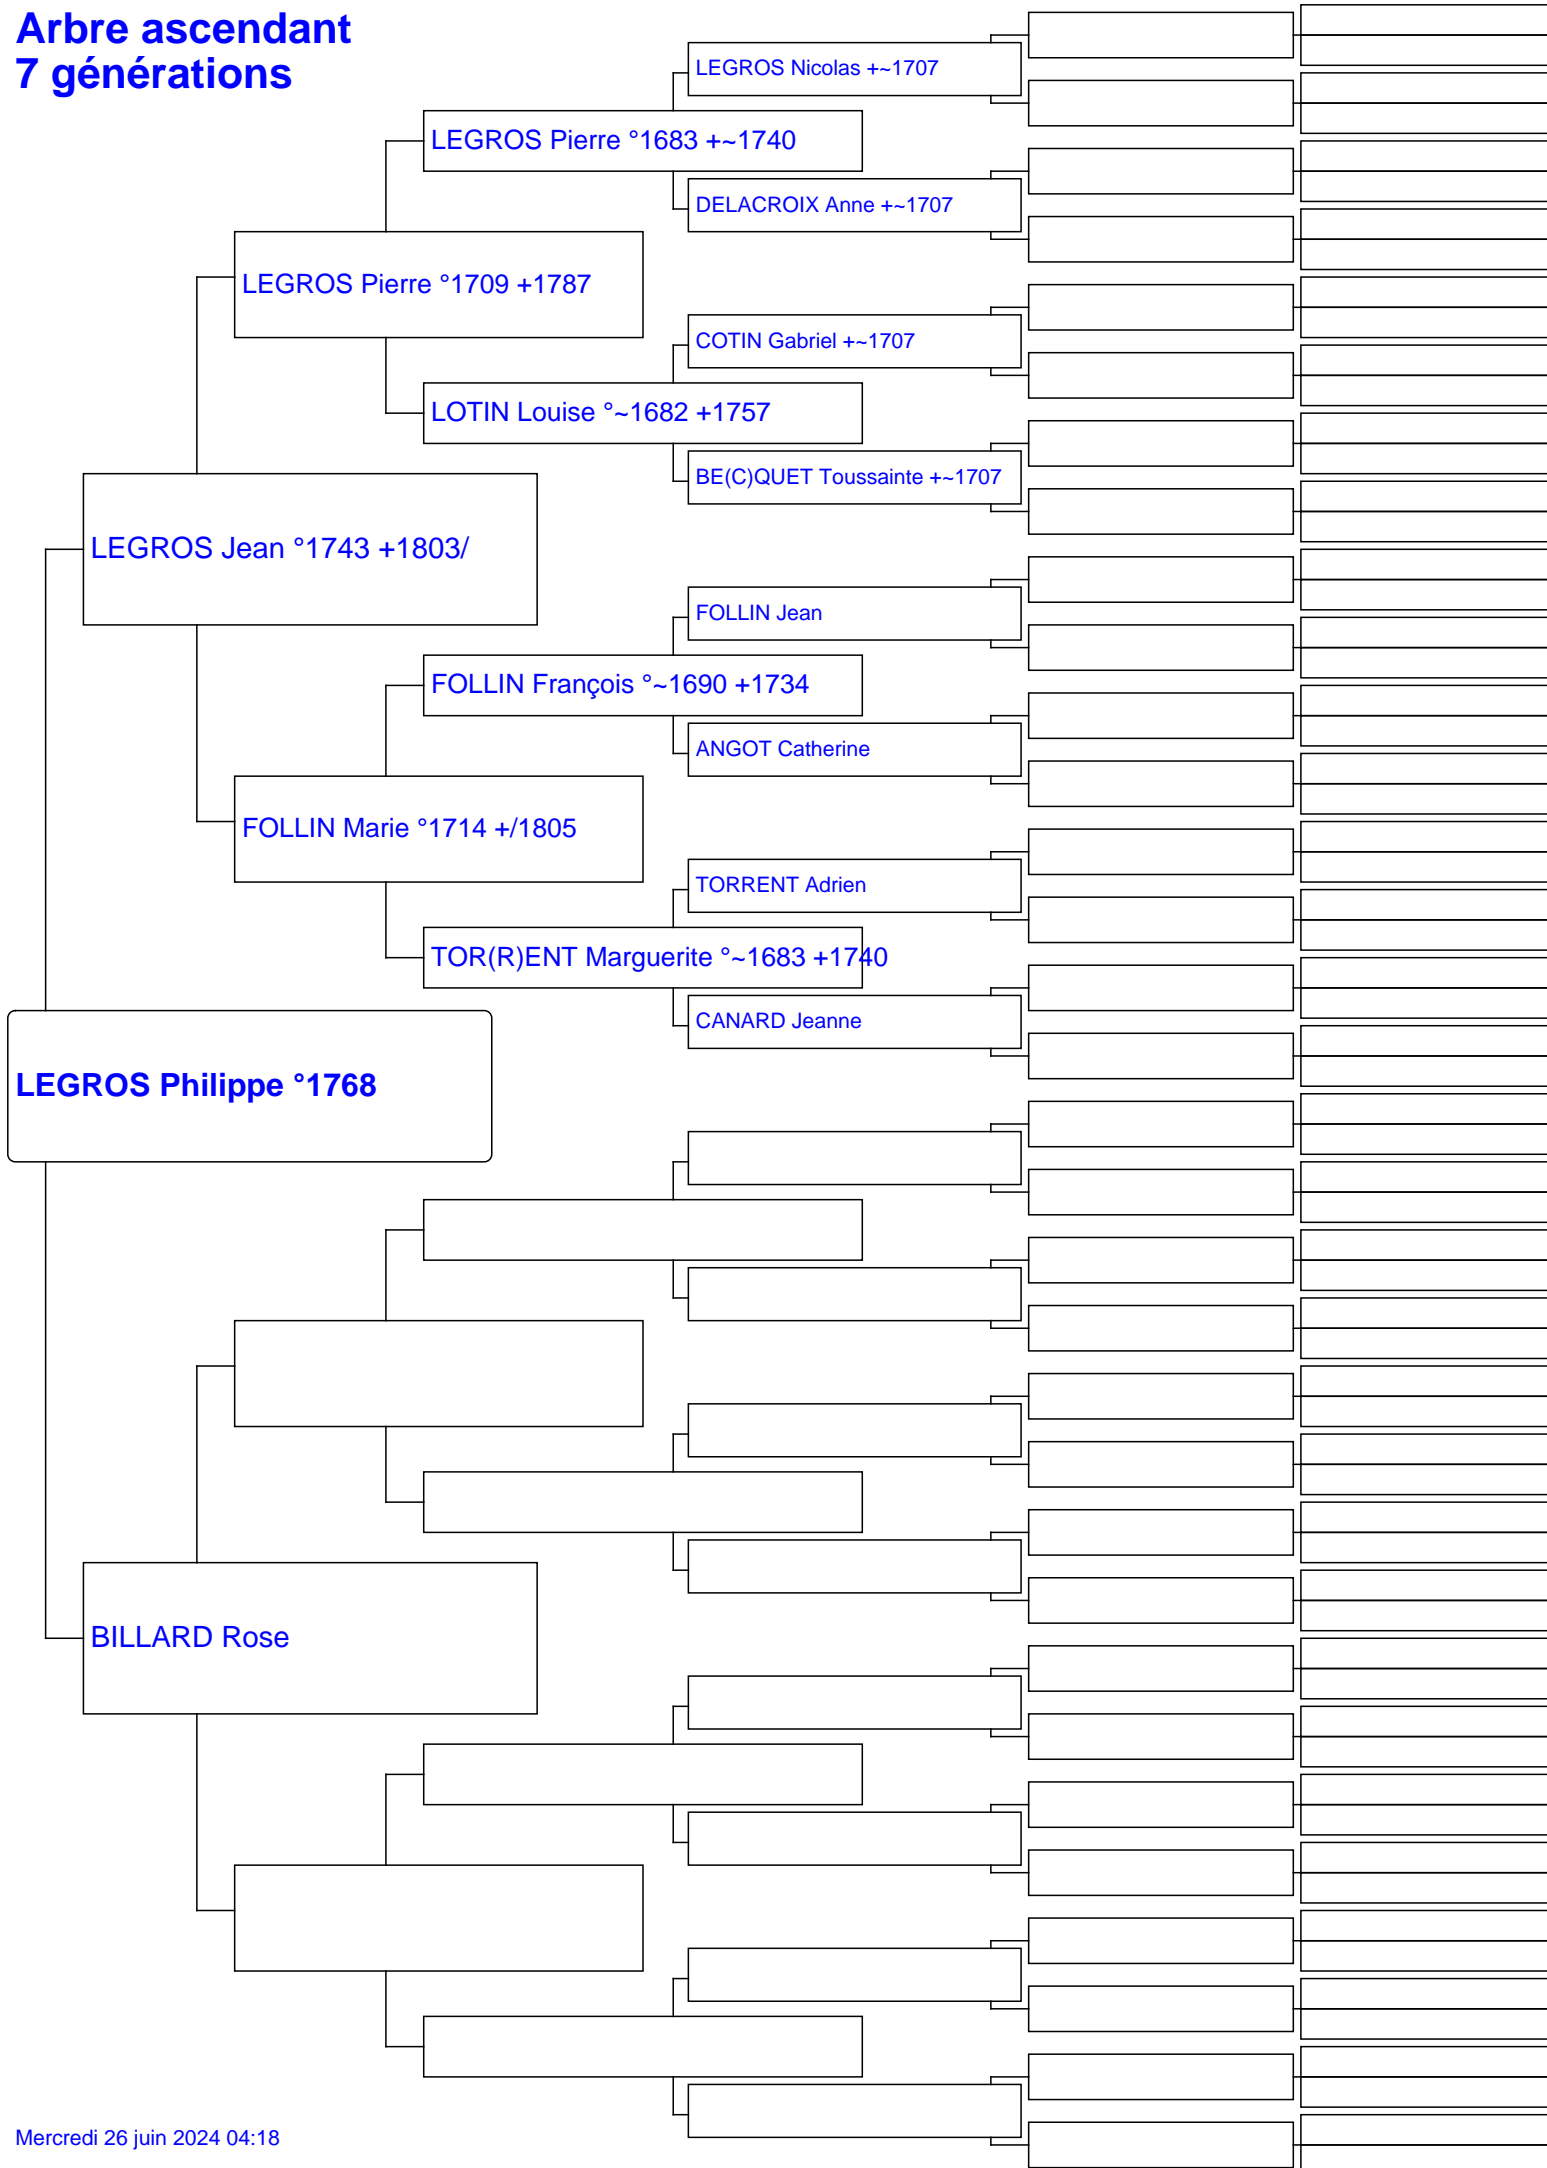 Arbre ascendant
7 générations
LEGROS Nicolas +~1707
LEGROS Pierre °1683 +~1740
DELACROIX Anne +~1707
LEGROS Pierre °1709 +1787
COTIN Gabriel +~1707
LOTIN Louise °~1682 +1757
BE(C)QUET Toussainte +~1707
LEGROS Jean °1743 +1803/
FOLLIN Jean
FOLLIN François °~1690 +1734
ANGOT Catherine
FOLLIN Marie °1714 +/1805
TORRENT Adrien
TOR(R)ENT Marguerite °~1683 +1740
CANARD Jeanne
LEGROS Philippe °1768
BILLARD Rose
Mercredi 26 juin 2024 04:18